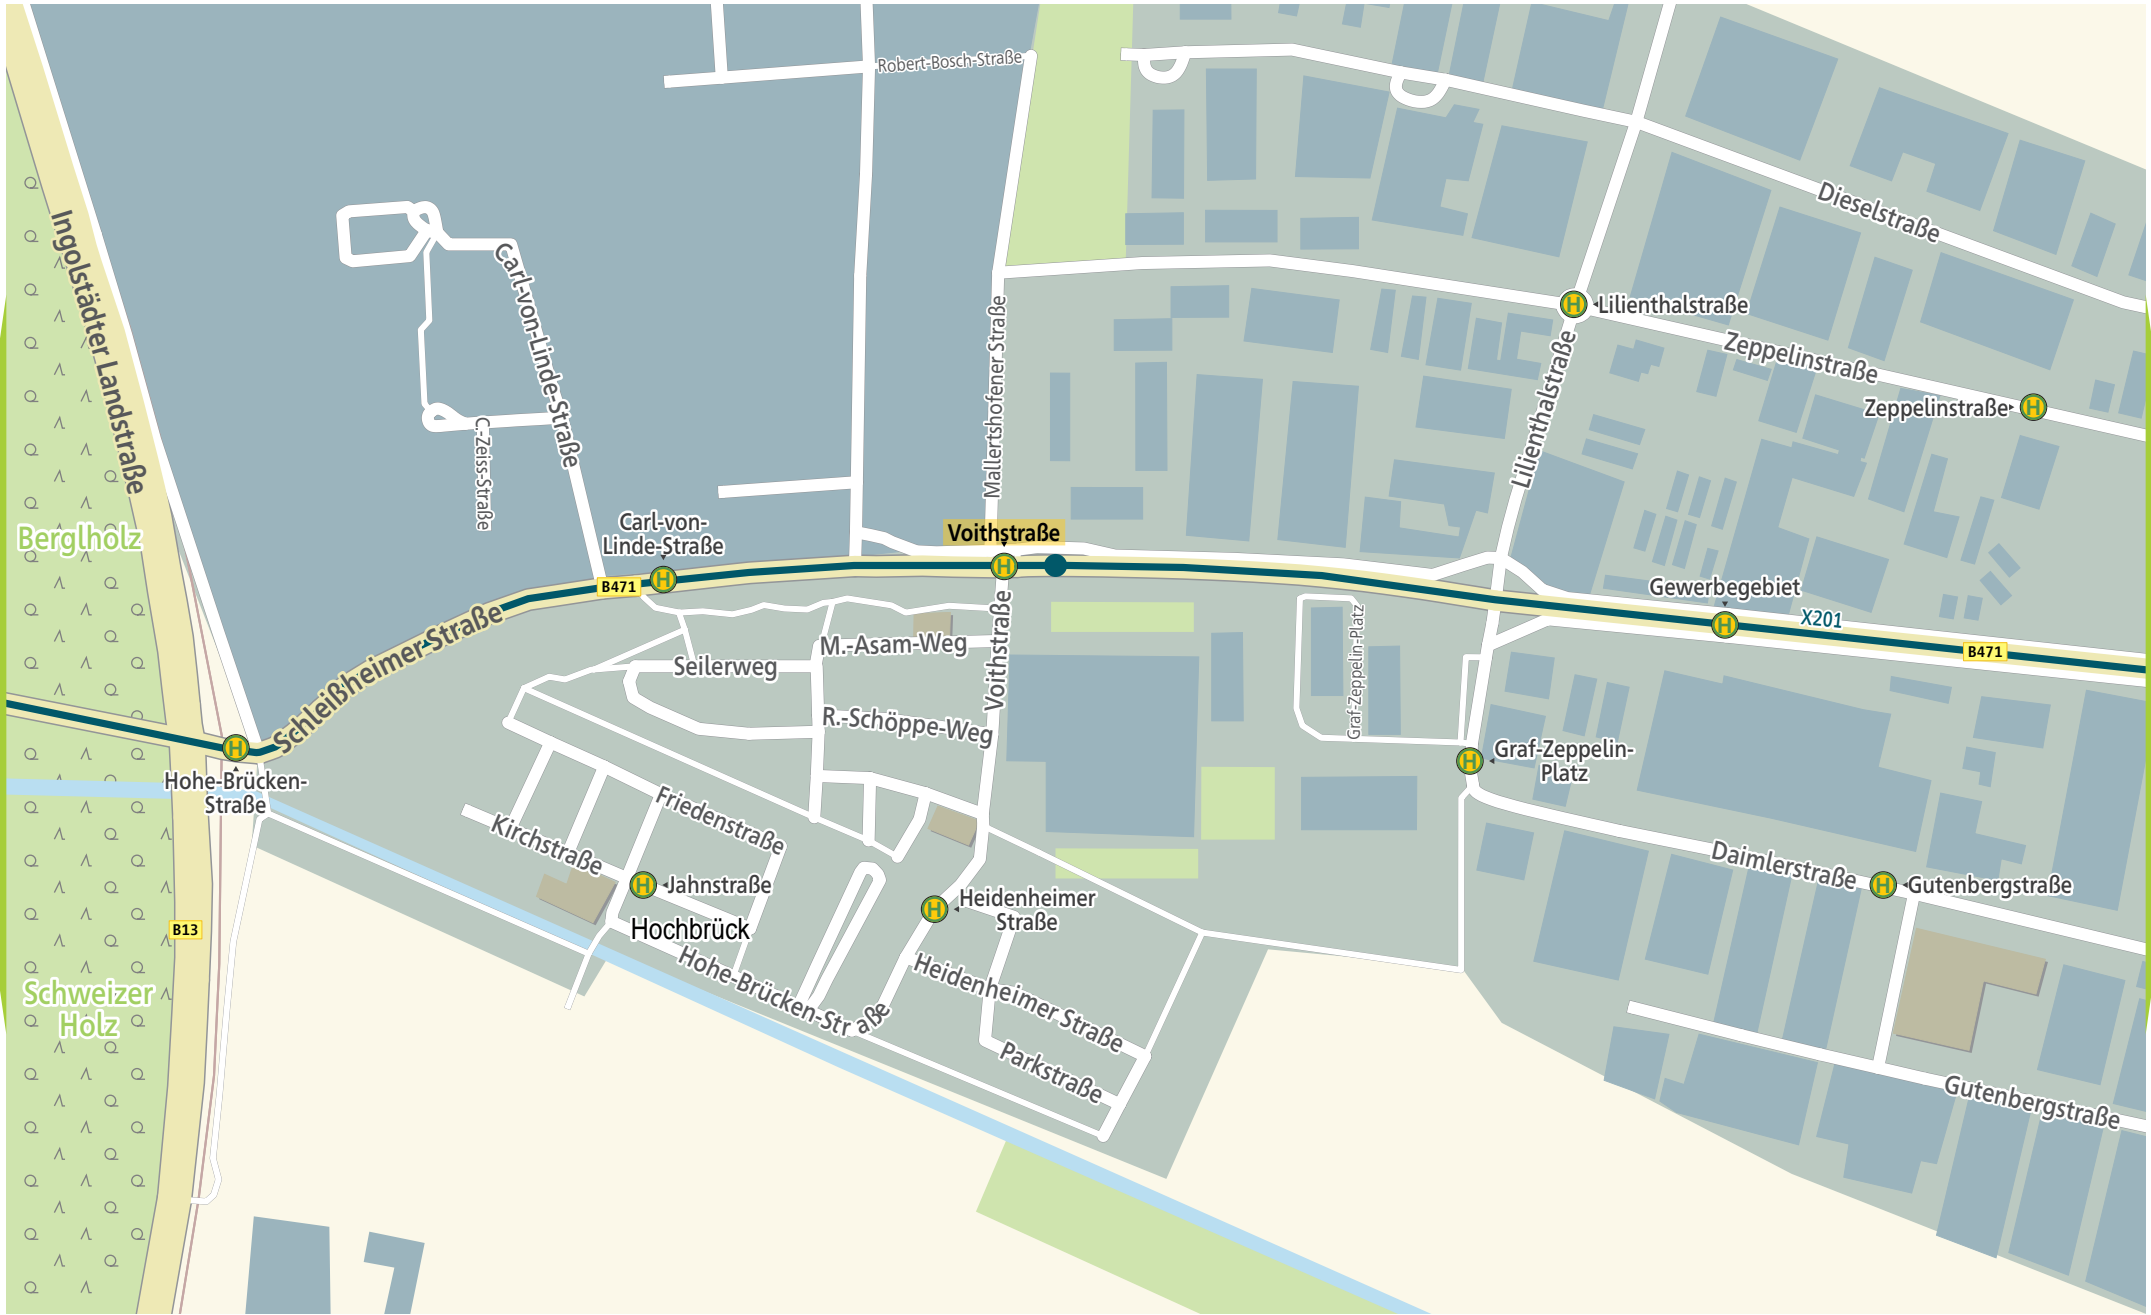 Robert-Bosch-Straße
Dieselstraße
Ingolstädter Landstraße
Carl-von-Linde-Straße
Mallertshofener Straße
H
Lilienthalstraße
Zeppelinstraße
Lilienthalstraße
Zeppelinstraße
H
C.-Zeiss-Straße
Berglholz
Carl-von-
Linde-Straße
H
B471
Voithstraße
H
Gewerbegebiet
H
X201
B471
Schleißheimer Straße
M.-Asam-Weg
Seilerweg
Voithstraße
R.-Schöppe-Weg
Graf-Zeppelin-Platz
H
Hohe-Brücken-
Straße
H
Graf-Zeppelin-
Platz
Friedenstraße
Kirchstraße
H
Jahnstraße
Daimlerstraße
H
Gutenbergstraße
H
Heidenheimer
Straße
Hochbrück
B13
Hohe-Brücken-Straße
Heidenheimer Straße
Schweizer
Holz
Parkstraße
Gutenbergstraße